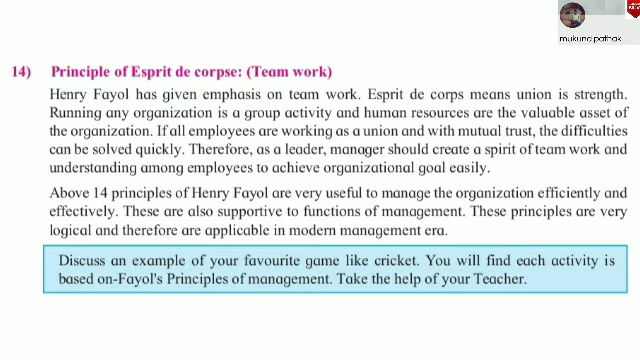 mukund pathak
14) Principle of Esprit de corpse: (Team work)
Henry Fayol has given emphasis on team work. Esprit de corps means union is strength.
Running any organization is a group activity and human resources are the valuable asset of
the organization. If all employees are working as a union and with mutual trust, the difficulties
can be solved quickly. Therefore, as a leader, manager should create a spirit of team work and
understanding among employees to achieve organizational goal easily.
Above 14 principles of Henry Fayol are very useful to manage the organization efficiently and
effectively. These are also supportive to functions of management. These principles are very
logical and therefore are applicable in modern management era.
Discuss an example of your favourite game like cricket. You will find each activity is
based on-Fayol's Principles of management. Take the help of your Teacher.